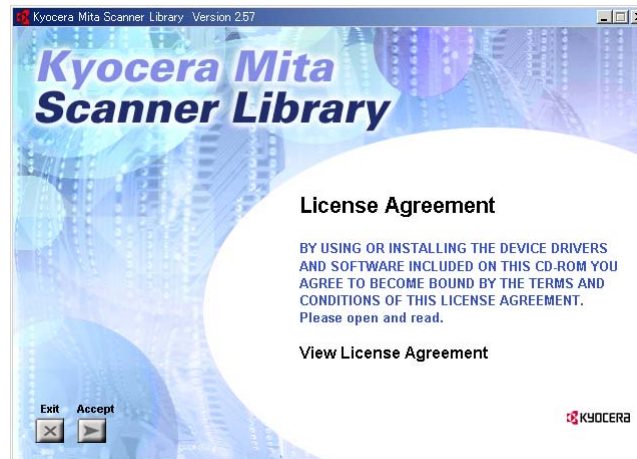 Kyocera Mita Scanner Library Version 2.57
Kyocera Mita
Scanner Library
License Agreement
BY USING OR INSTALLING THE DEVICE DRIVERS
AND SOFTWARE INCLUDED ON THIS CD-ROM YOU
AGREE TO BECOME BOUND BY THE TERMS AND
CONDITIONS OF THIS LICENSE AGREEMENT.
Please open and read.
View License Agreement
Exit Accept
KYOCERA